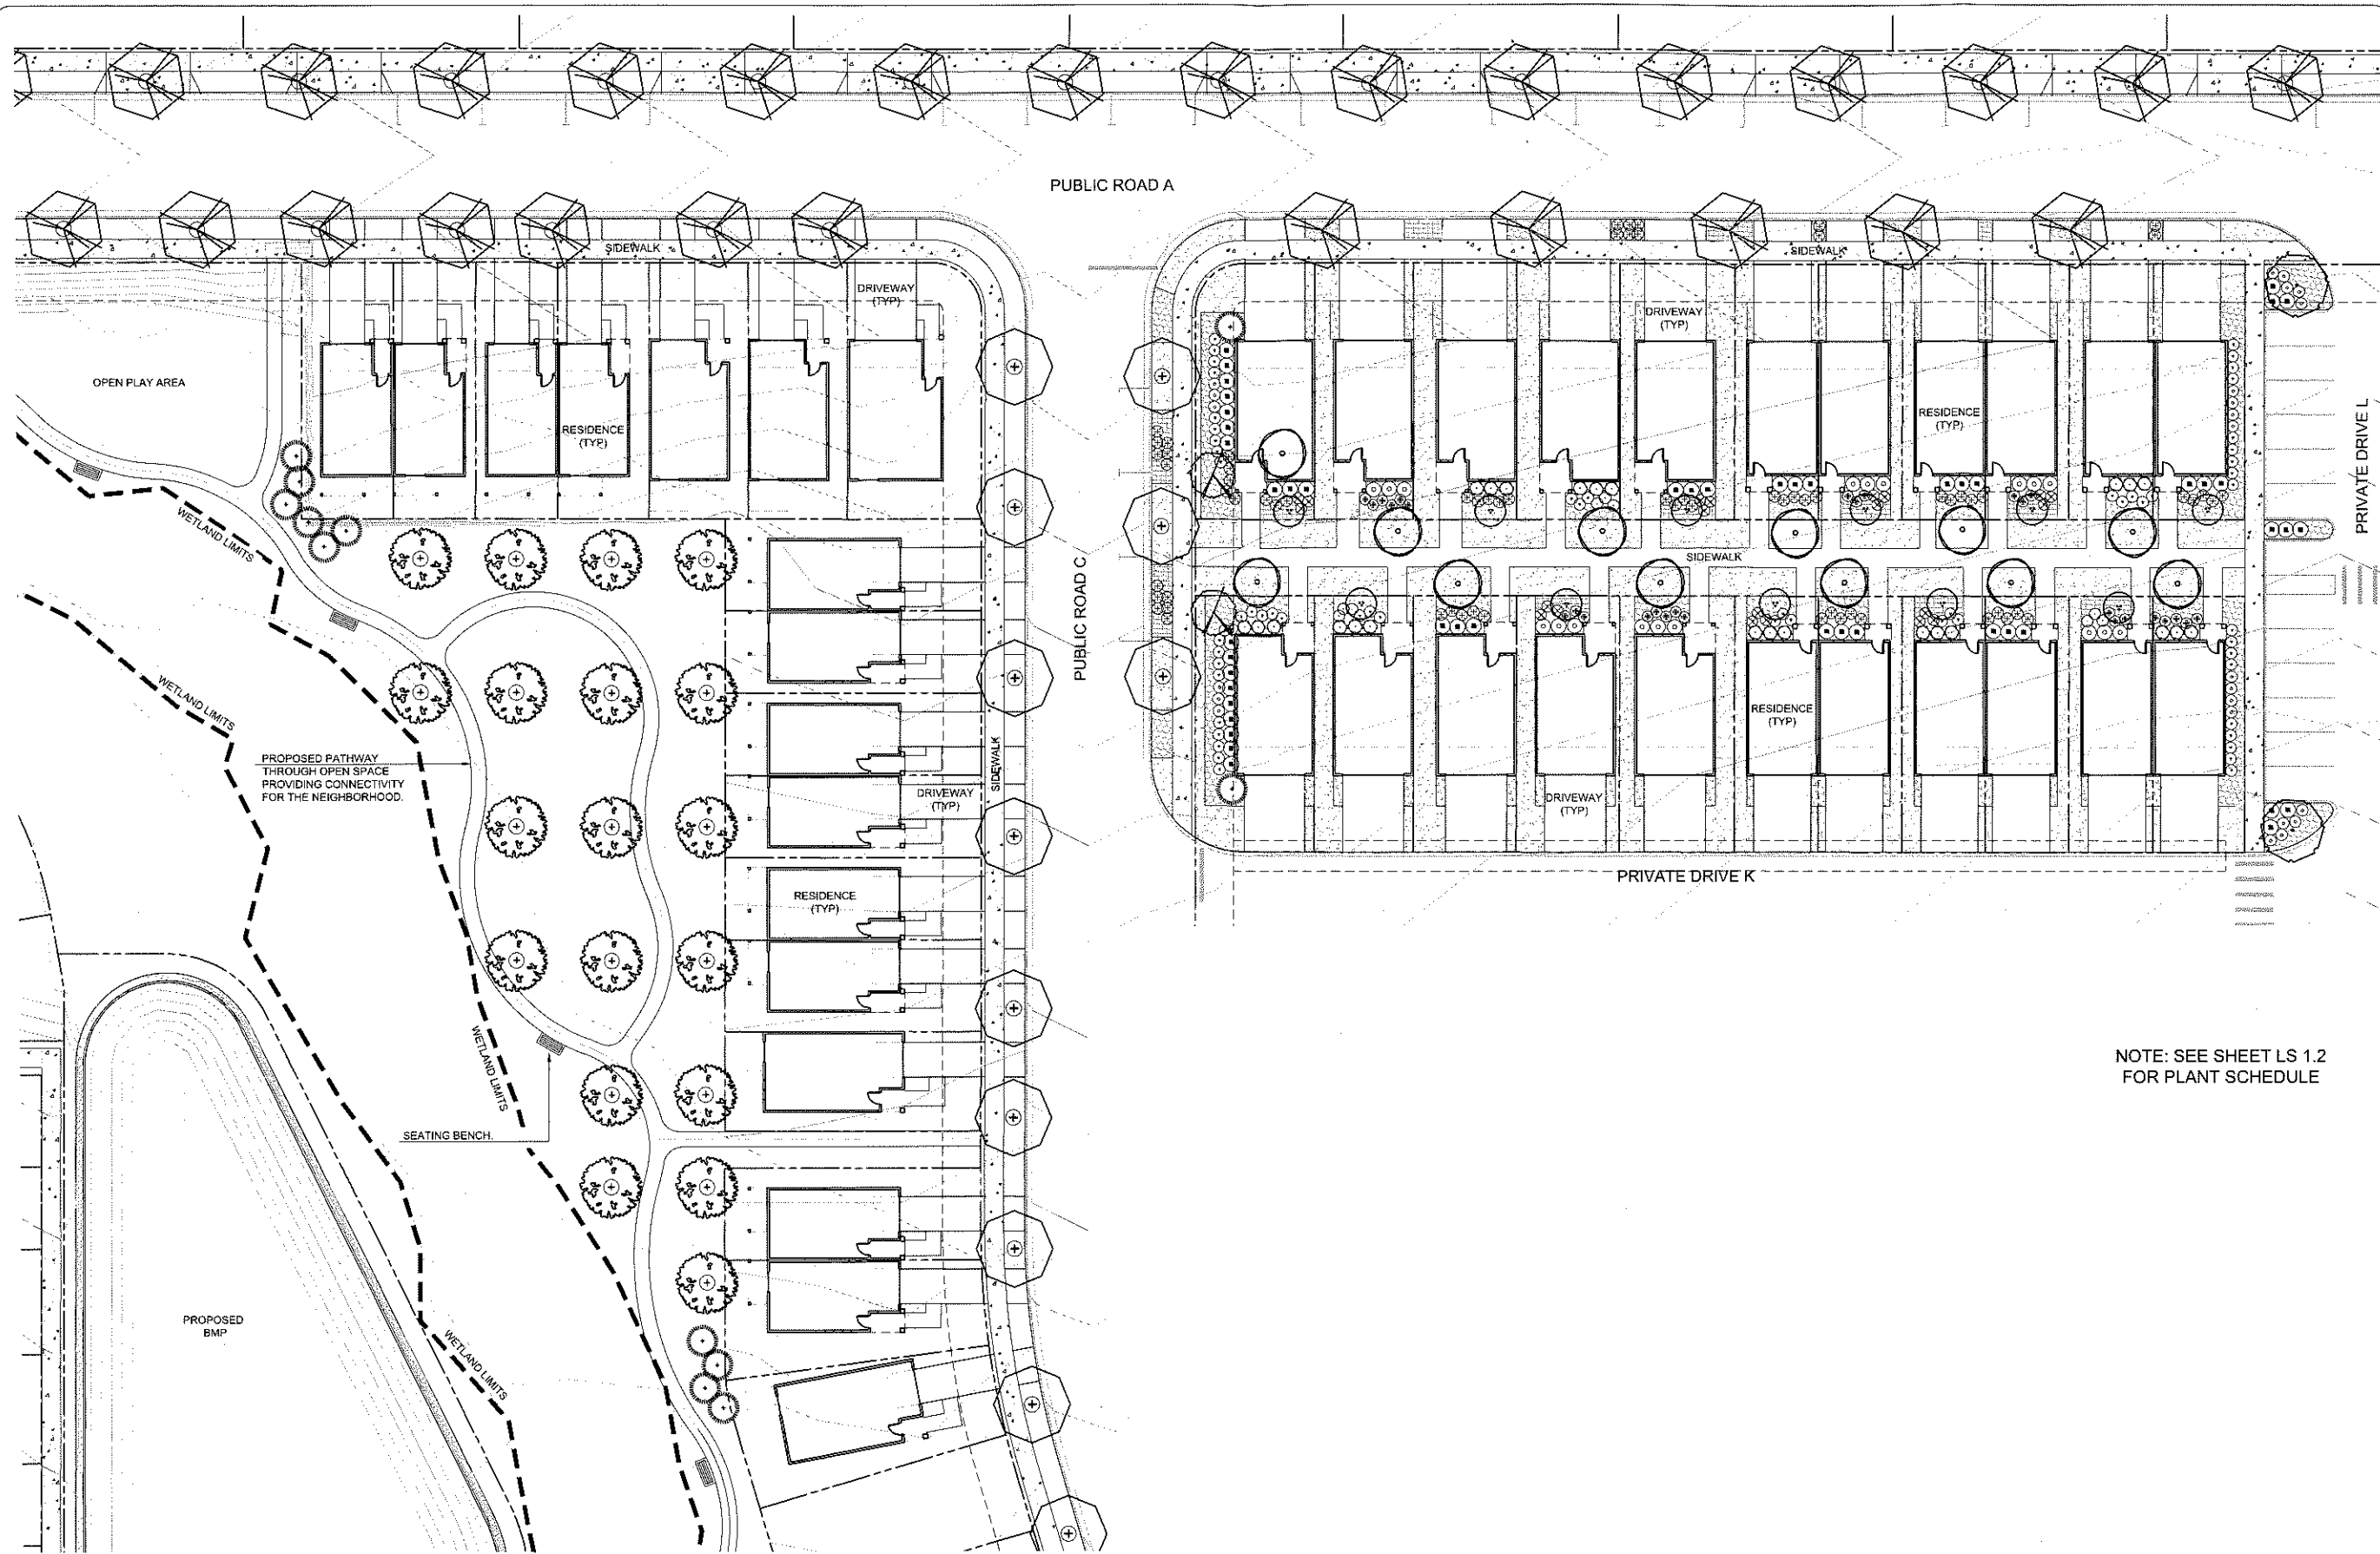 PUBLIC ROAD A
SIDEWALK
SIDEWALK
DRIVEWAY
(TYP)
DRIVEWAY
(TYP)
OPEN PLAY AREA
RESIDENCE
(TYP)
RESIDENCE
(TYP)
PRIVATE DRIVE L
WETLAND LIMITS
SIDEWALK
PUBLIC ROAD C
WETLAND LIMITS
RESIDENCE
(TYP)
PROPOSED PATHWAY
THROUGH OPEN SPACE
PROVIDING CONNECTIVITY
FOR THE NEIGHBORHOOD.
SIDEWALK
DRIVEWAY
(TYP)
DRIVEWAY
(TYP)
PRIVATE DRIVE K
RESIDENCE
(TYP)
WETLAND LIMITS
NOTE: SEE SHEET LS 1.2
FOR PLANT SCHEDULE
SEATING BENCH.
PROPOSED
BMP
WETLAND LIMITS